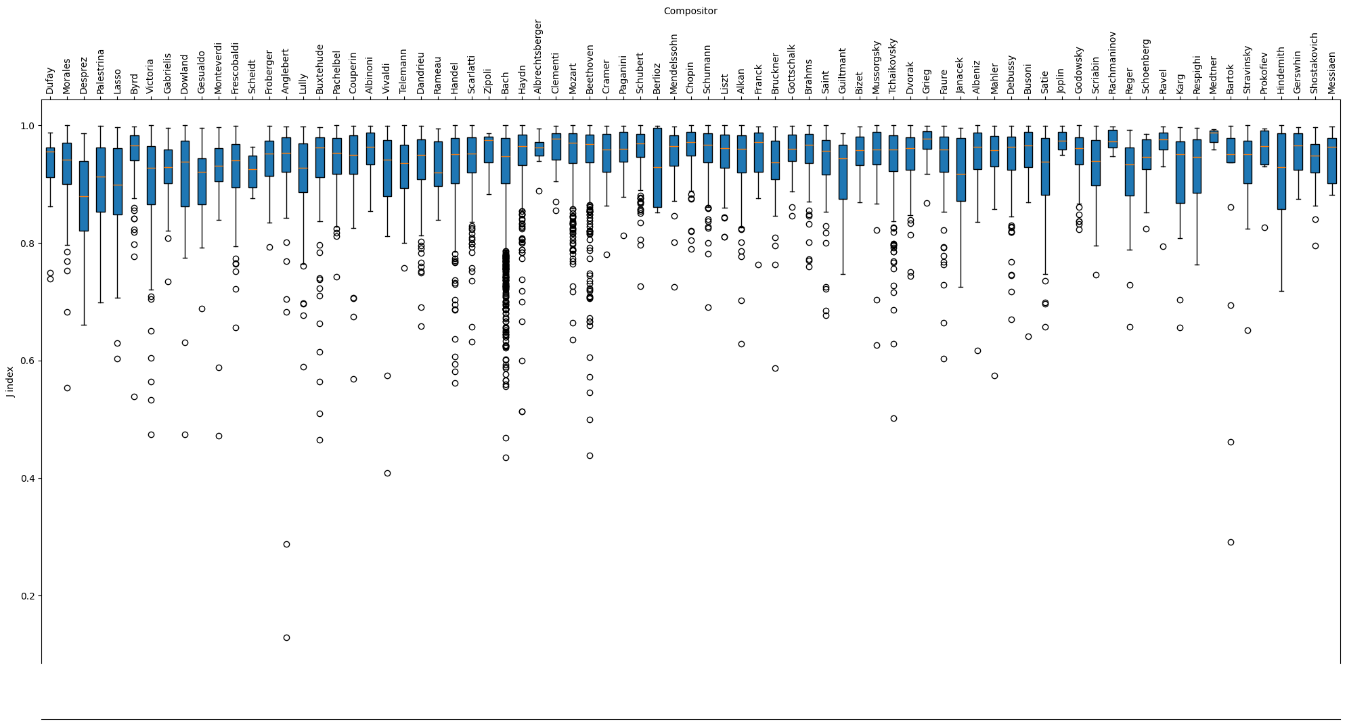 Compositor
Dufay
Morales
Desprez
Palestrina
Lasso
Byrd
Victoria
Gabrielis
Dowland
Gesualdo
Monteverdi
Frescobaldi
Scheidt
Froberger
Anglebert
Lully
Buxtehude
Pachelbel
Couperin
Albinoni
Vivaldi
Telemann
Dandrieu
Rameau
Handel
Scarlatti
Zipoli
Bach
Haydn
Albrechtsberger
Clementi
Mozart
Beethoven
Cramer
Paganini
Schubert
Berlioz
Mendelssohn
Chopin
Schumann
Liszt
Alkan
Franck
Bruckner
Gottschalk
Brahms
Saint
Guiltmant
Bizet
Mussorgsky
Tchaikovsky
Dvorak
Grieg
Faure
Janacek
Albeniz
Mahler
Debussy
Busoni
Satie
Joplin
Godowsky
Scriabin
Rachmaninov
Reger
Schoenberg
Ravel
Karg
Respighi
Medtner
Bartok
Stravinsky
Prokofiev
Hindemith
Gerswhin
Shostakovich
Messiaen
1.0
0.8
0.6
0.4
0.2
J index